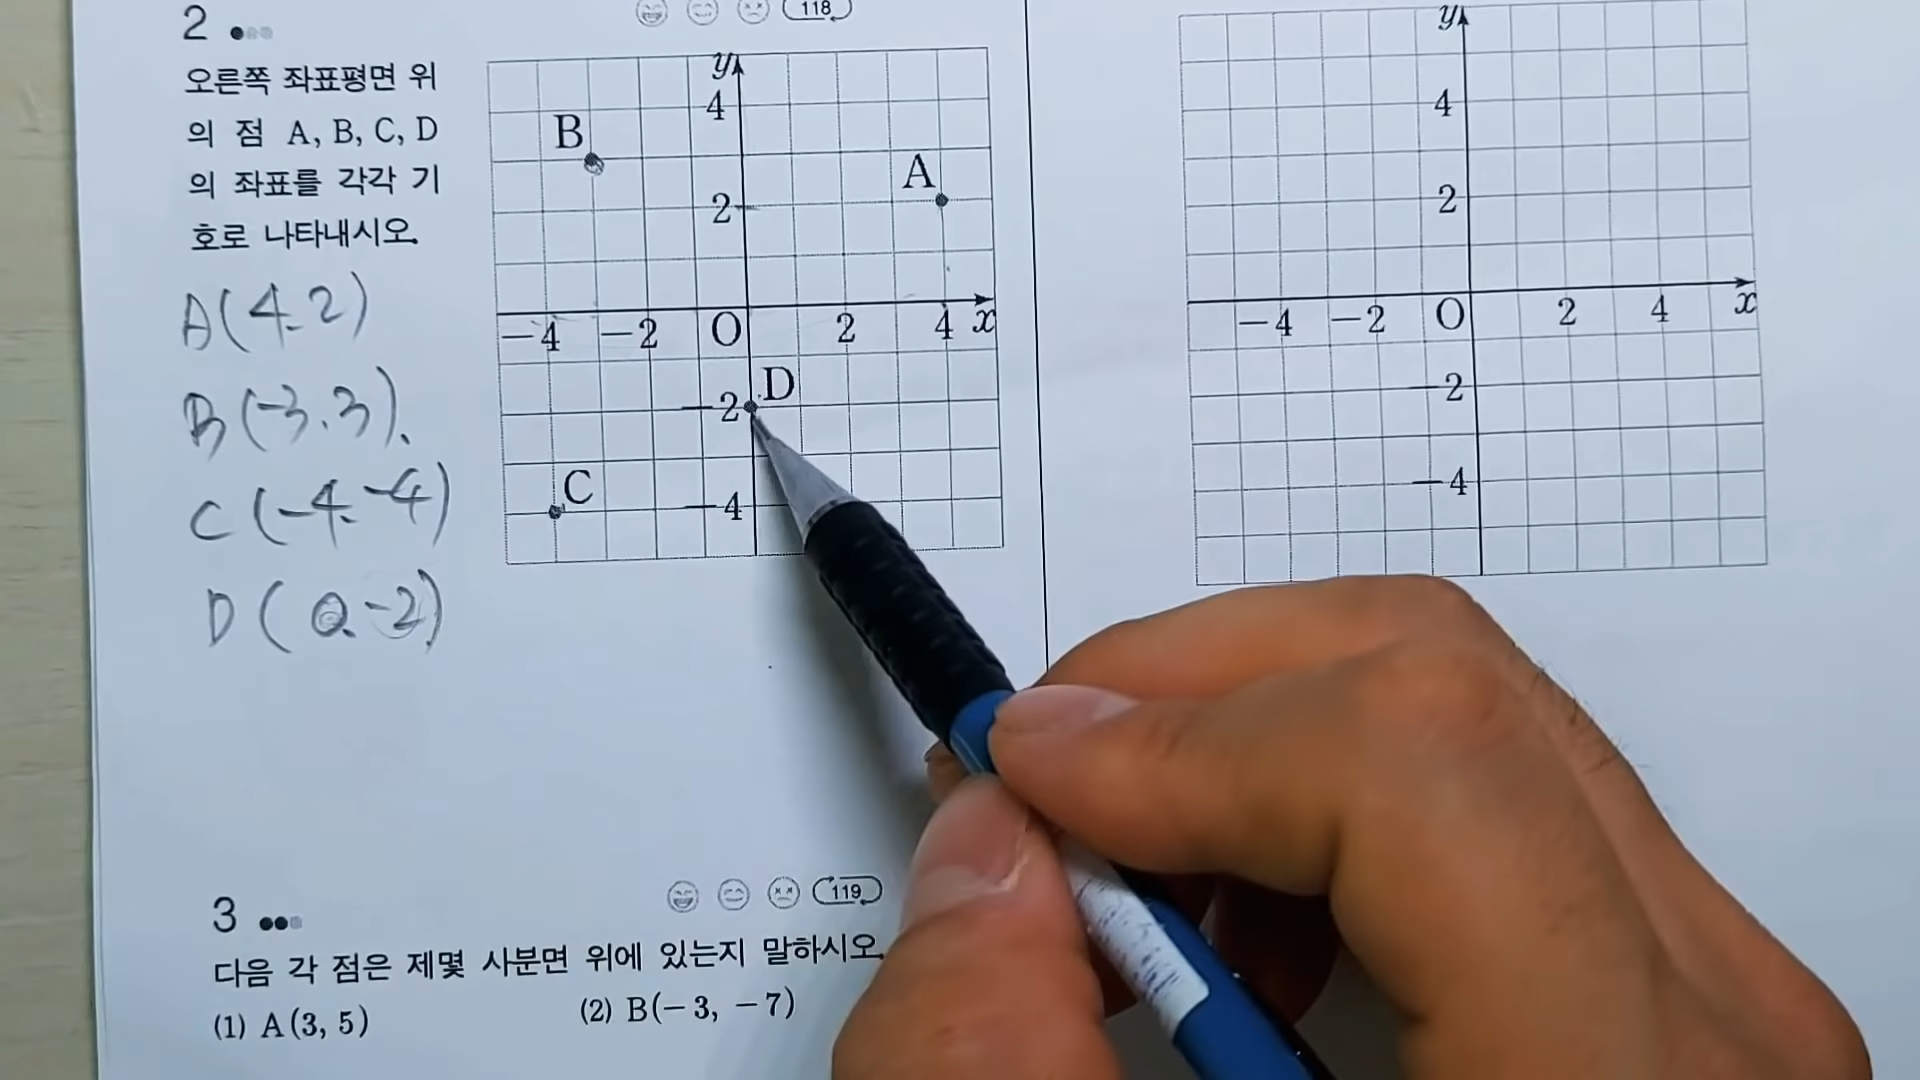 2
118
오른쪽 좌표평면 위
의 점 A, B, C, D
의 좌표를 각각 기
호로 나타내시오.
A(4.2)
B(-3.3).
C(-4.-4)
D(0.-2)
y
4
B
A
2
-4 -2 O 2 4 x
D
-2
C
-4
y
4
2
-4 -2 O 2 4 x
-2
-4
3
119
다음 각 점은 제몇 사분면 위에 있는지 말하시오.
(1) A(3, 5) (2) B(-3, -7)